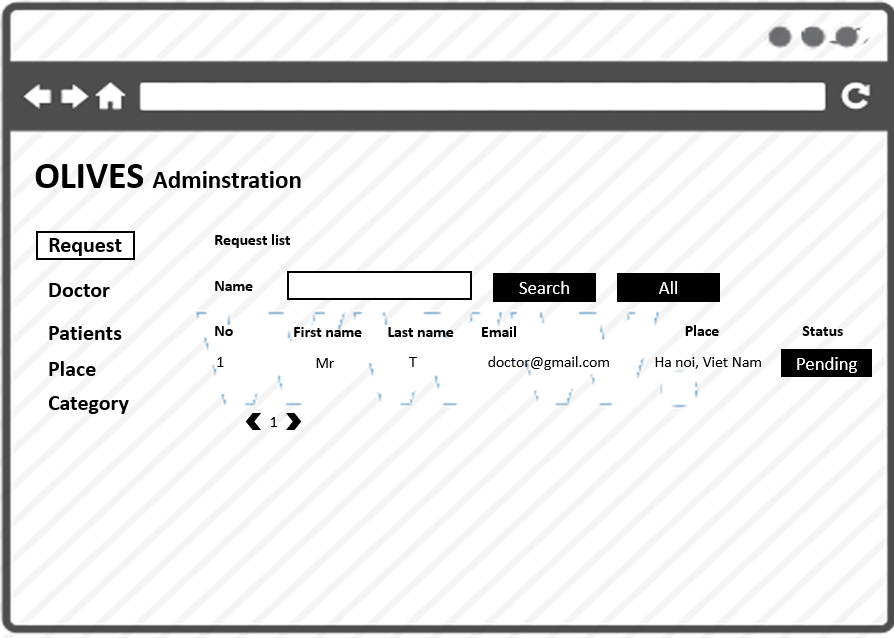 OLIVES Adminstration
Request
Doctor
Patients
Place
Category
Request list
Name Search All
No First name Last name Email Place Status
1 Mr T doctor@gmail.com Ha noi, Viet Nam Pending
1